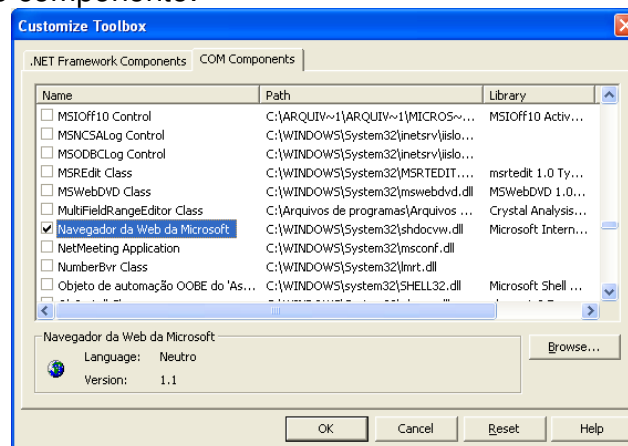 componente.
Customize Toolbox
.NET Framework Components COM Components
Name Path Library
MSIOff10 Control C:\ARQUIV~1\ARQUIV~1\MICROS~... MSIOff10 Activ...
MSNCSALog Control C:\WINDOWS\System32\inetsrv\iislo...
MSODBCLog Control C:\WINDOWS\System32\inetsrv\iislo...
MSREdit Class C:\WINDOWS\System32\MSRTEDIT.... msrtedit 1.0 Ty...
MSWebDVD Class C:\WINDOWS\System32\mswebdvd.dll MSWebDVD 1.0...
MultiFieldRangeEditor Class C:\Arquivos de programas\Arquivos ... Crystal Analysis...
Navegador da Web da Microsoft C:\WINDOWS\System32\shdocvw.dll Microsoft Intern...
NetMeeting Application C:\WINDOWS\System32\msconf.dll
NumberBvr Class C:\WINDOWS\System32\lmrt.dll
Objeto de automação OOBE do 'As... C:\WINDOWS\system32\SHELL32.dll Microsoft Shell ...
Navegador da Web da Microsoft
Language: Neutro
Version: 1.1
Browse...
OK Cancel Reset Help